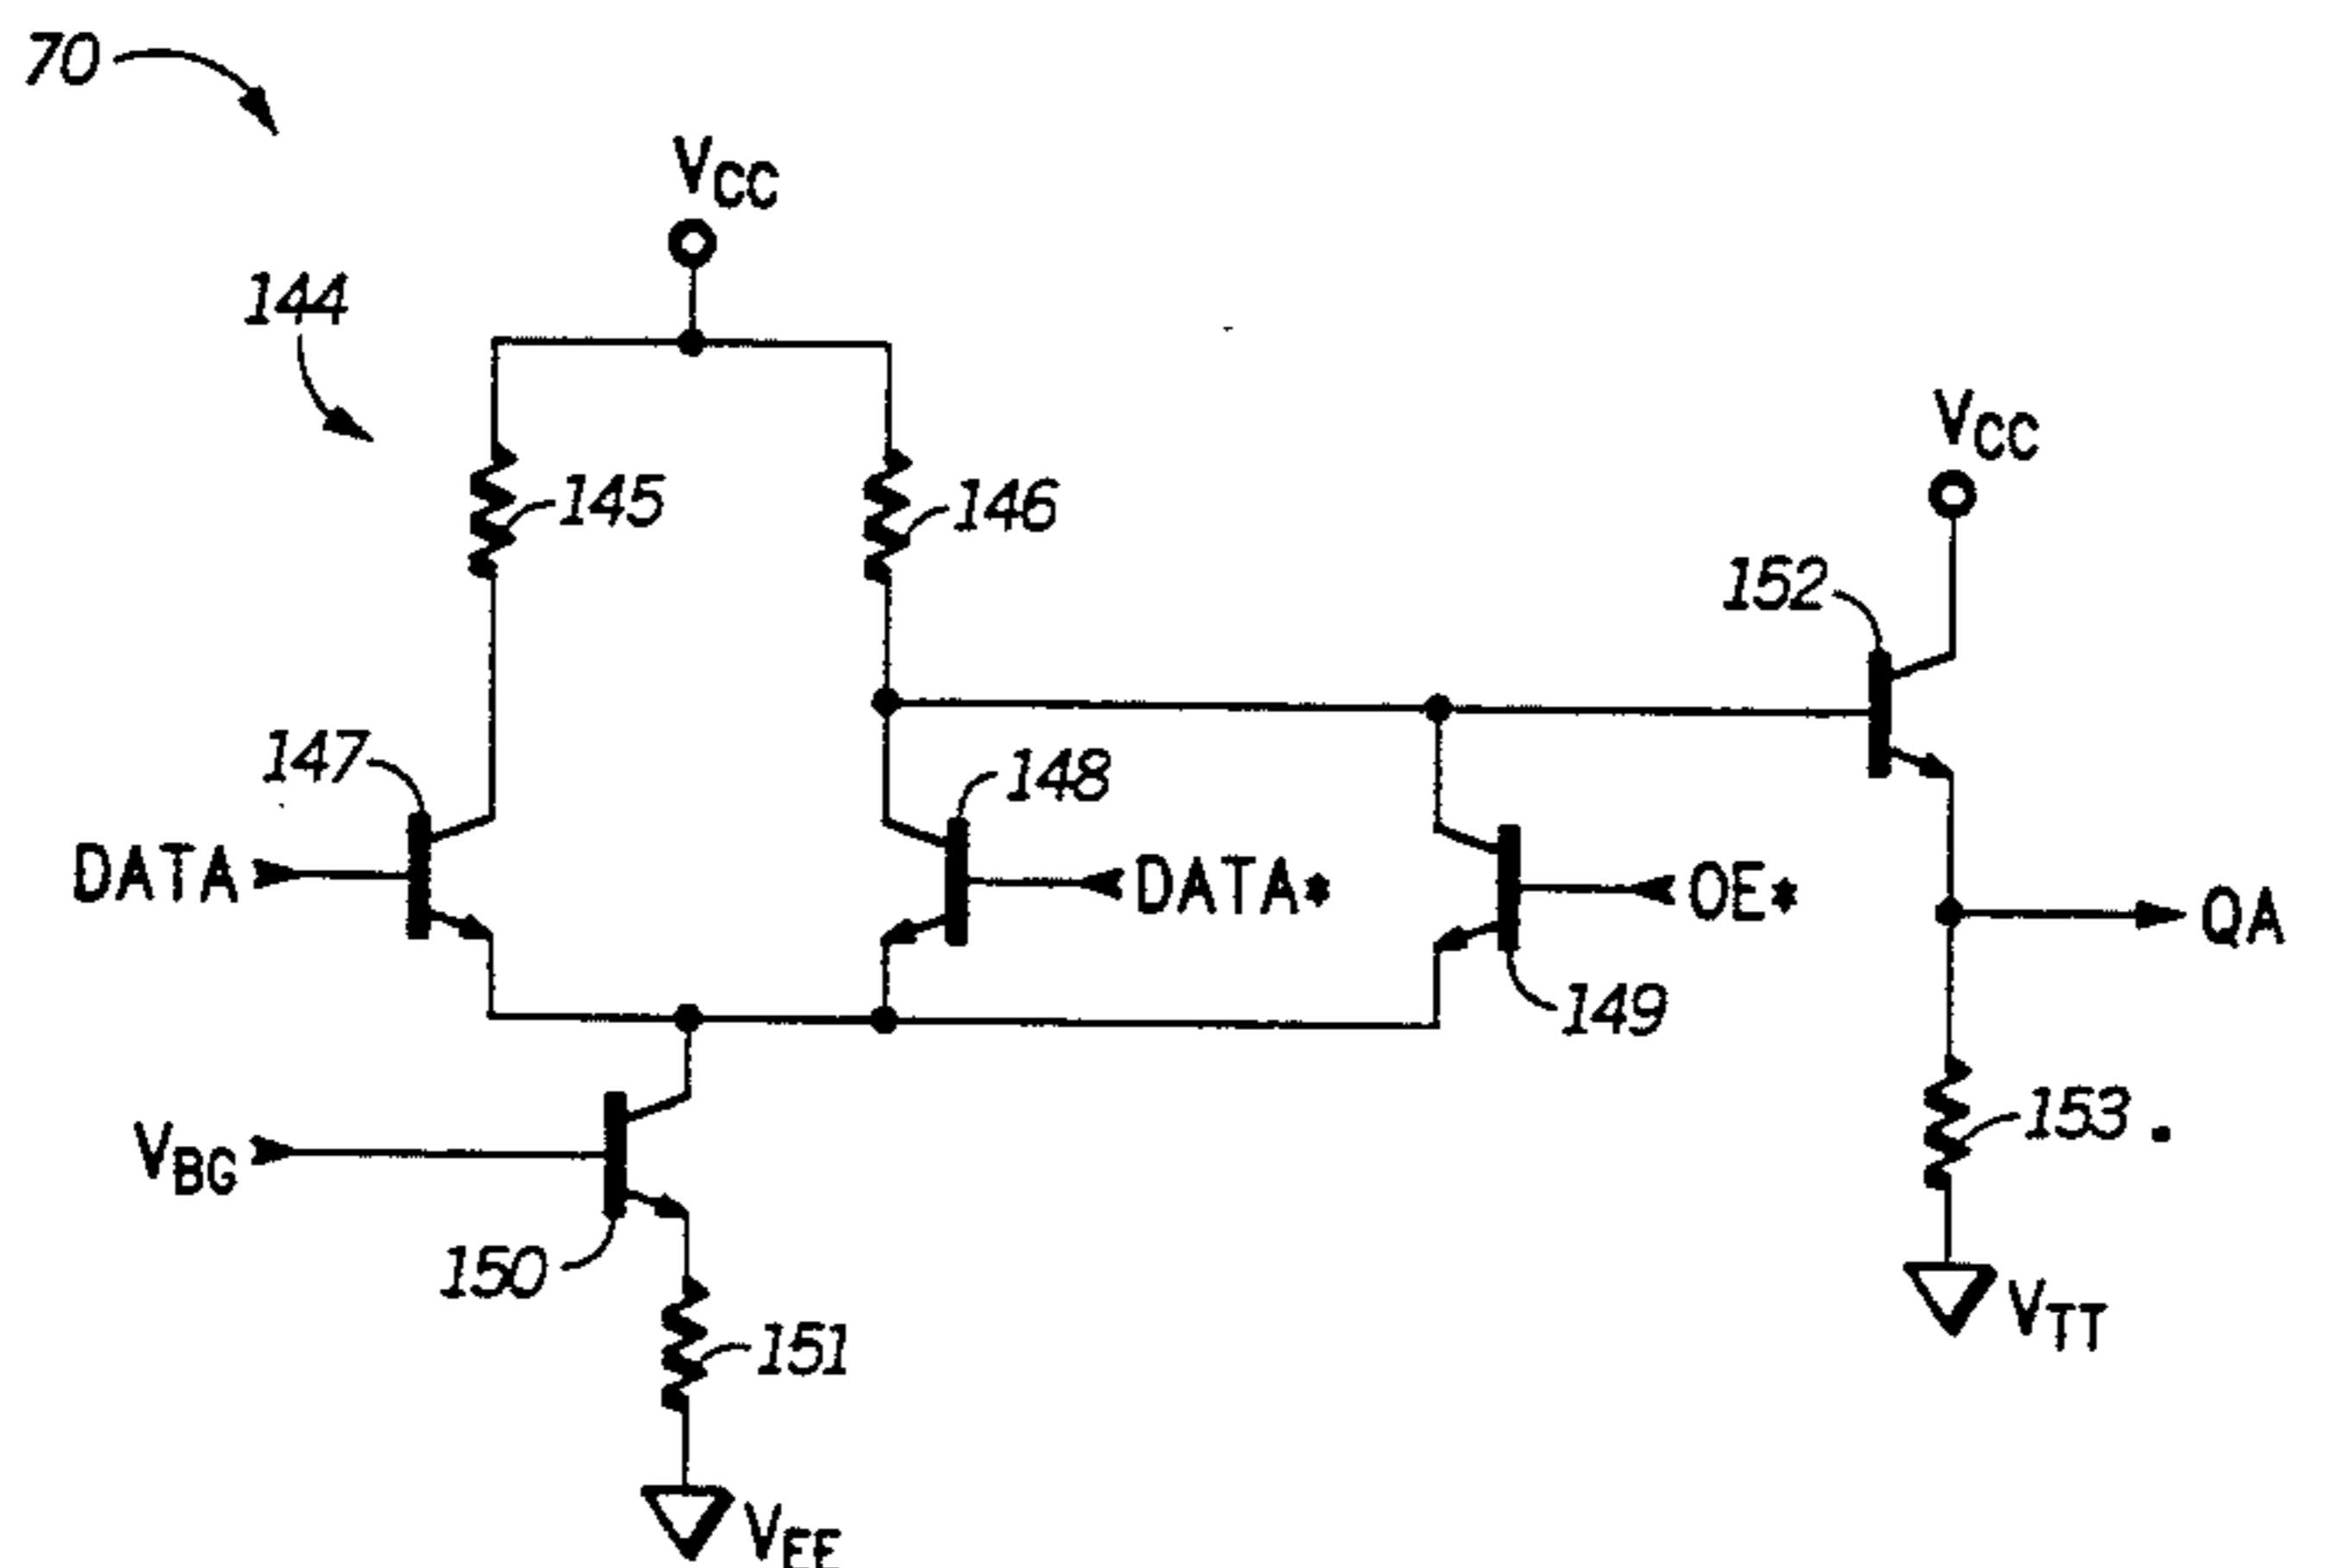 70
VCC
144
VCC
145
146
152
147
148
DATA
DATA*
OE*
QA
149
153
VBG
150
151
VTT
VEE